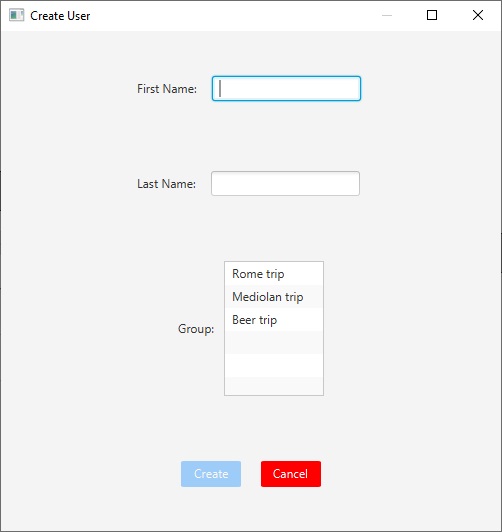 Create User
First Name:
Last Name:
Group:
Rome trip
Mediolan trip
Beer trip
Create
Cancel